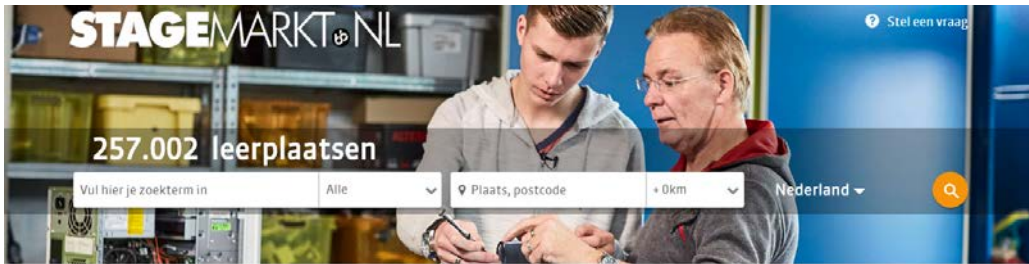 STAGEMARKT NL
Stel een vraag
257.002 leerplaatsen
Vul hier je zoekterm in
Alle
Plaats, postcode
+ 0km
Nederland